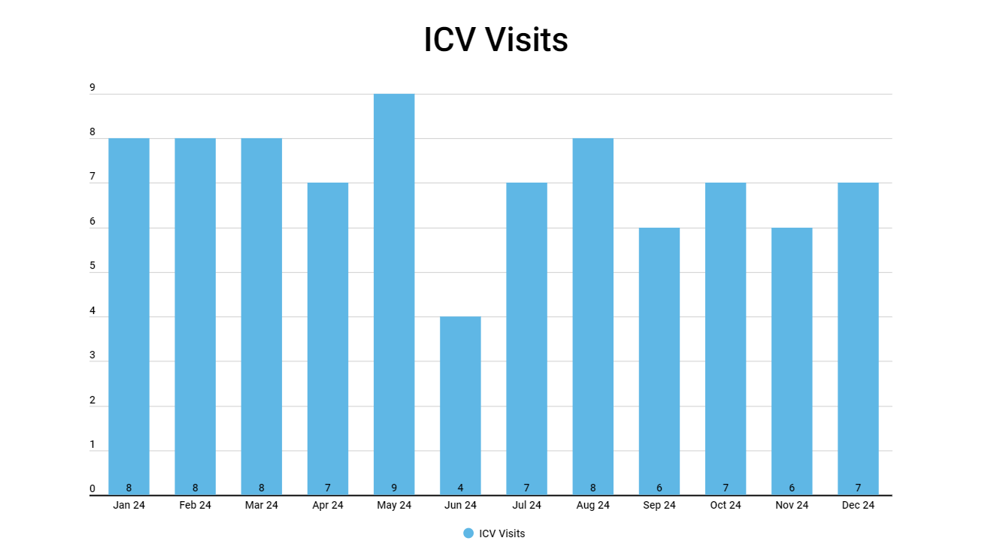 ICV Visits
9
8
7
6
5
4
3
2
1
0
8 8 8 7 9 4 7 8 6 7 6 7
Jan 24 Feb 24 Mar 24 Apr 24 May 24 Jun 24 Jul 24 Aug 24 Sep 24 Oct 24 Nov 24 Dec 24
ICV Visits